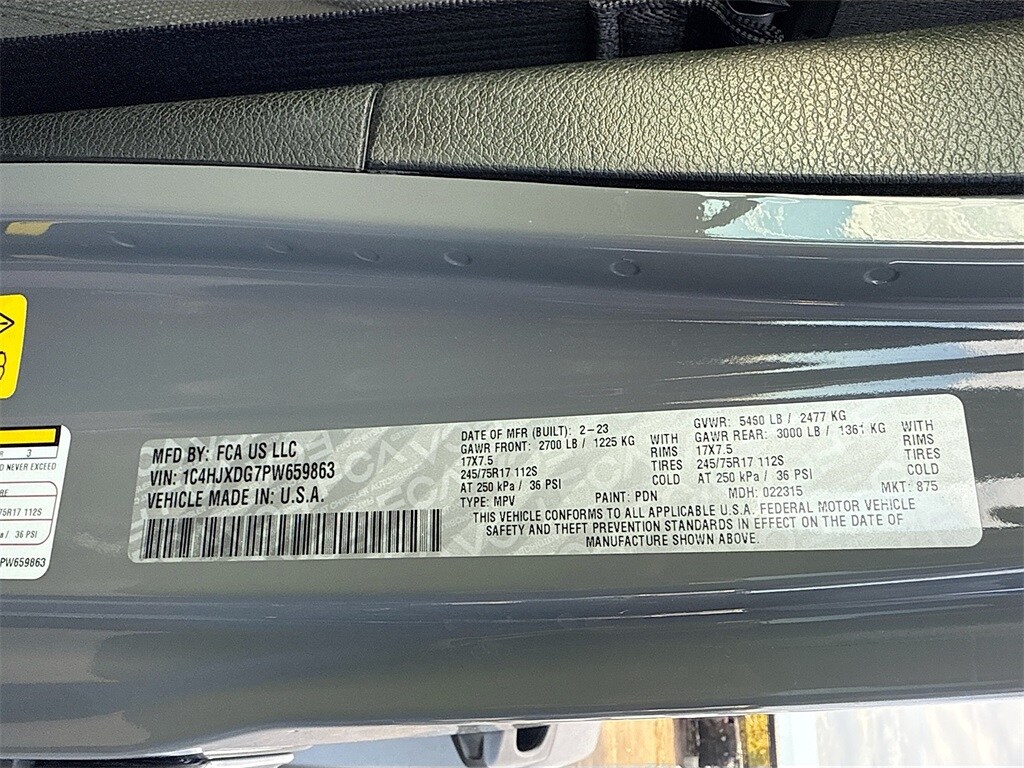 3
O NEVER EXCEED
RE
75R17 112S
a / 36 PSI
PW659863
MFD BY: FCA US LLC
VIN: 1C4HJXDG7PW659863
VEHICLE MADE IN: U.S.A.
DATE OF MFR (BUILT): 2-23
GAWR FRONT: 2700 LB / 1225 KG WITH
17X7.5 RIMS
245/75R17 112S TIRES
AT 250 kPa / 36 PSI COLD
GVWR: 5460 LB / 2477 KG
GAWR REAR: 3000 LB / 1361 KG WITH
17X7.5 RIMS
245/75R17 112S TIRES
AT 250 kPa / 36 PSI COLD
TYPE: MPV PAINT: PDN MDH: 022315 MKT: 875
THIS VEHICLE CONFORMS TO ALL APPLICABLE U.S.A. FEDERAL MOTOR VEHICLE
SAFETY AND THEFT PREVENTION STANDARDS IN EFFECT ON THE DATE OF
MANUFACTURE SHOWN ABOVE.